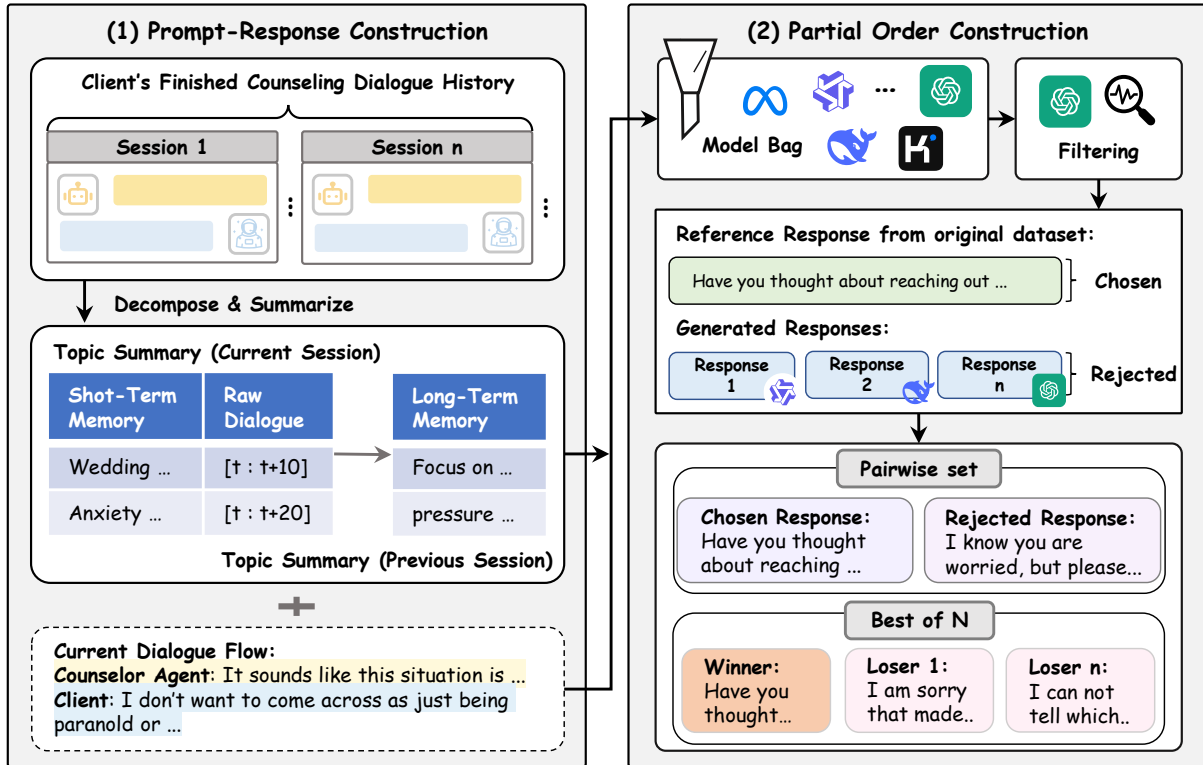 (1) Prompt-Response Construction
Client's Finished Counseling Dialogue History
Session 1
Session n
Decompose & Summarize
Topic Summary (Current Session)
Shot-Term
Memory
Raw
Dialogue
Long-Term
Memory
Wedding ...
[t : t+10]
Focus on ...
Anxiety ...
[t : t+20]
pressure ...
Topic Summary (Previous Session)
Current Dialogue Flow:
Counselor Agent: It sounds like this situation is ...
Client: I don't want to come across as just being
paranold or ...
(2) Partial Order Construction
...
Model Bag
Filtering
Reference Response from original dataset:
Have you thought about reaching out ...
Chosen
Generated Responses:
Response
1
Response
2
Response
n
Rejected
Pairwise set
Chosen Response:
Have you thought
about reaching ...
Rejected Response:
I know you are
worried, but please...
Best of N
Winner:
Have you
thought...
Loser 1:
I am sorry
that made..
Loser n:
I can not
tell which..